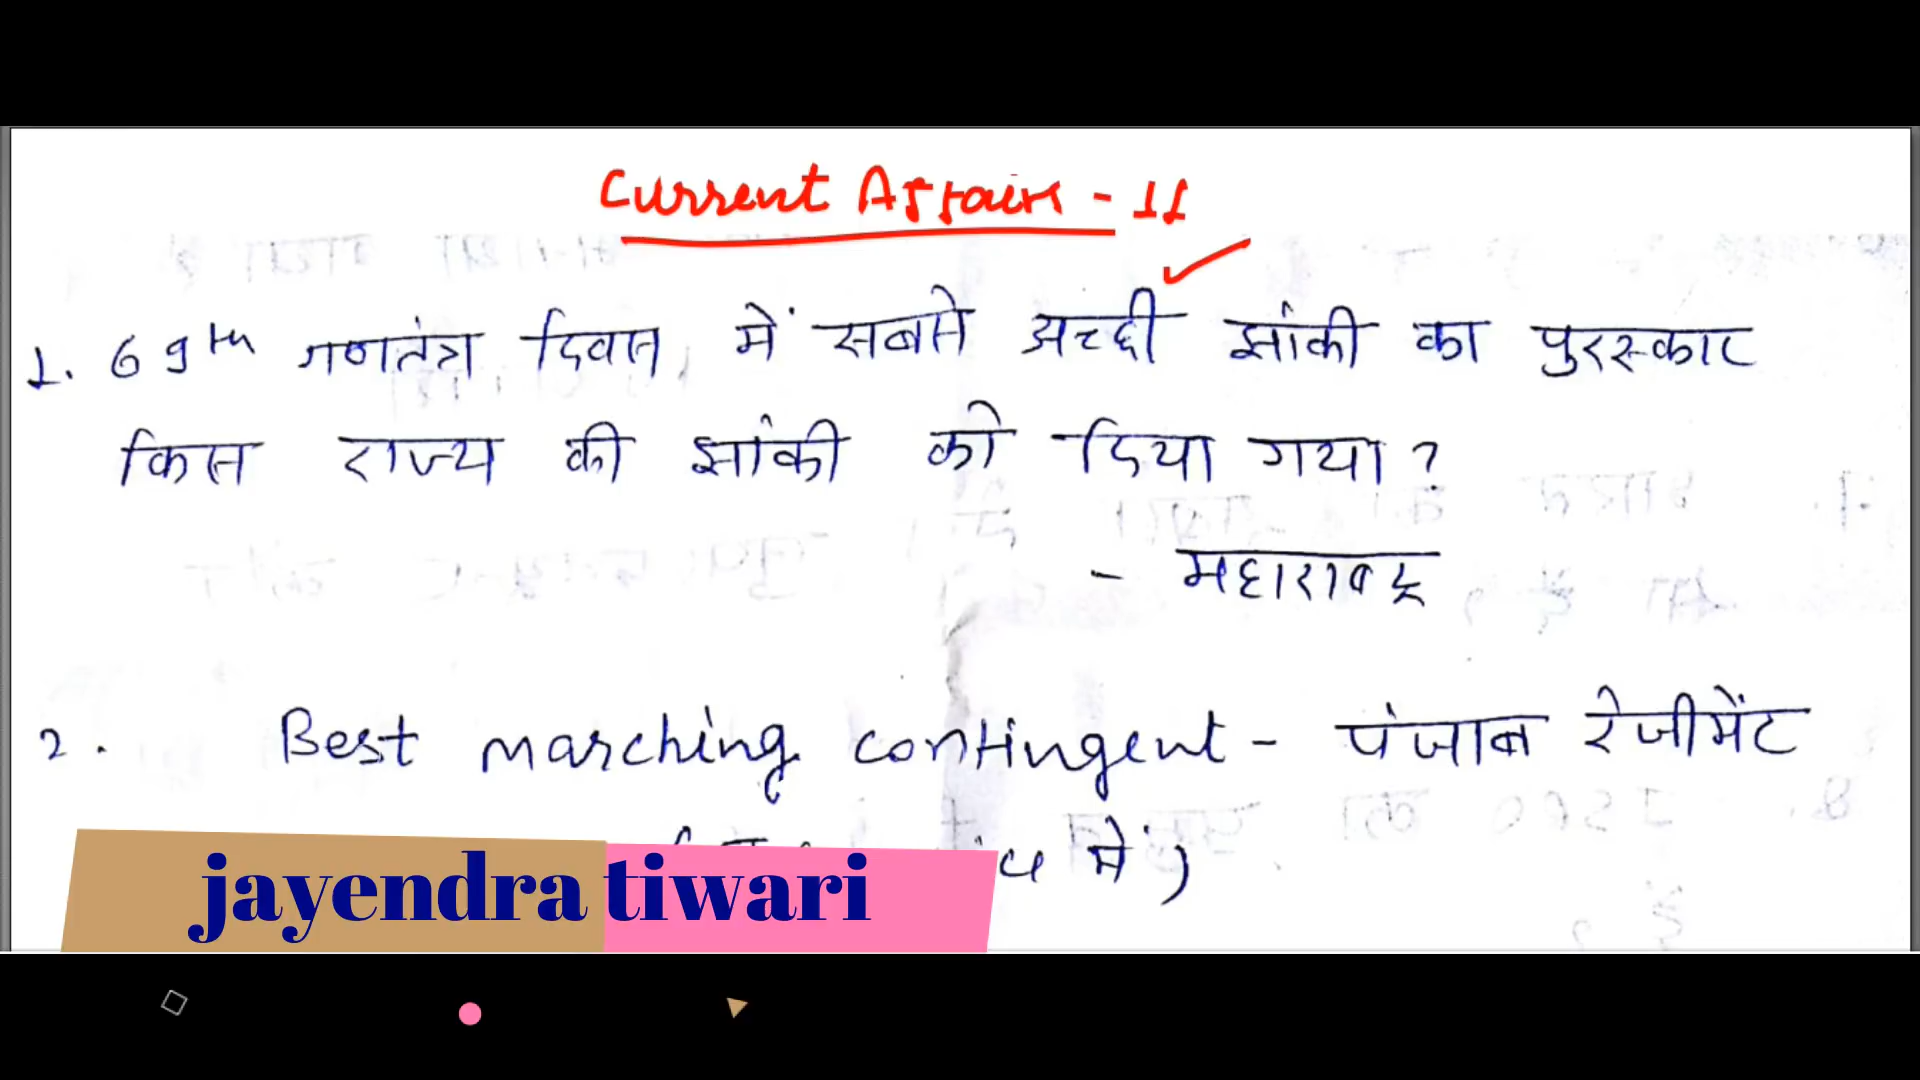 Current Affairs - 11
1. 69th गणतंत्र दिवस में सबसे अच्छी झांकी का पुरस्कार
किस राज्य की झांकी को दिया गया?
- महाराष्ट्र
2. Best marching contingent - पंजाब रेजीमेंट
में)
jayendra tiwari